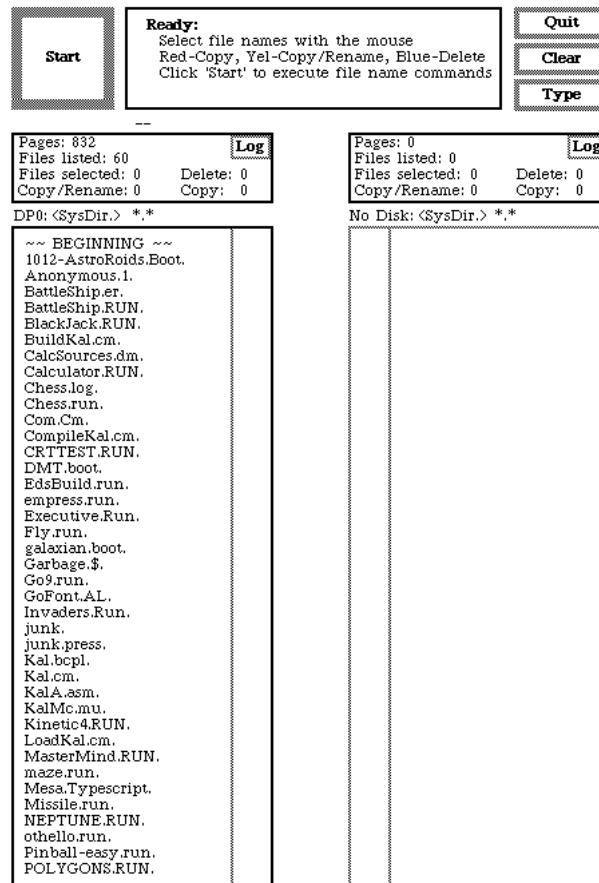 Start
Ready:
Select file names with the mouse
Red-Copy, Yel-Copy/Rename, Blue-Delete
Click 'Start' to execute file name commands
Quit
Clear
Type
Pages: 832
Log
Files listed: 60
Files selected: 0 Delete: 0
Copy/Rename: 0 Copy: 0
DP0: <SysDir.> *.*
Pages: 0
Log
Files listed: 0
Files selected: 0 Delete: 0
Copy/Rename: 0 Copy: 0
No Disk: <SysDir.> *.*
~~ BEGINNING ~~
1012-AstroRoids.Boot.
Anonymous.1.
BattleShip.er.
BattleShip.RUN.
BlackJack.RUN.
BuildKal.cm.
CalcSources.dm.
Calculator.RUN.
Chess.log.
Chess.run.
Com.Cm.
CompileKal.cm.
CRTTEST.RUN.
DMT.boot.
EdsBuild.run.
empress.run.
Executive.Run.
Fly.run.
galaxian.boot.
Garbage.$.
Go9.run.
GoFont.AL.
Invaders.Run.
junk.
junk.press.
Kal.bcpl.
Kal.cm.
KalA.asm.
KalMc.mu.
Kinetic4.RUN.
LoadKal.cm.
MasterMind.RUN.
maze.run.
Mesa.Typescript.
Missile.run.
NEPTUNE.RUN.
othello.run.
Pinball-easy.run.
POLYGONS.RUN.